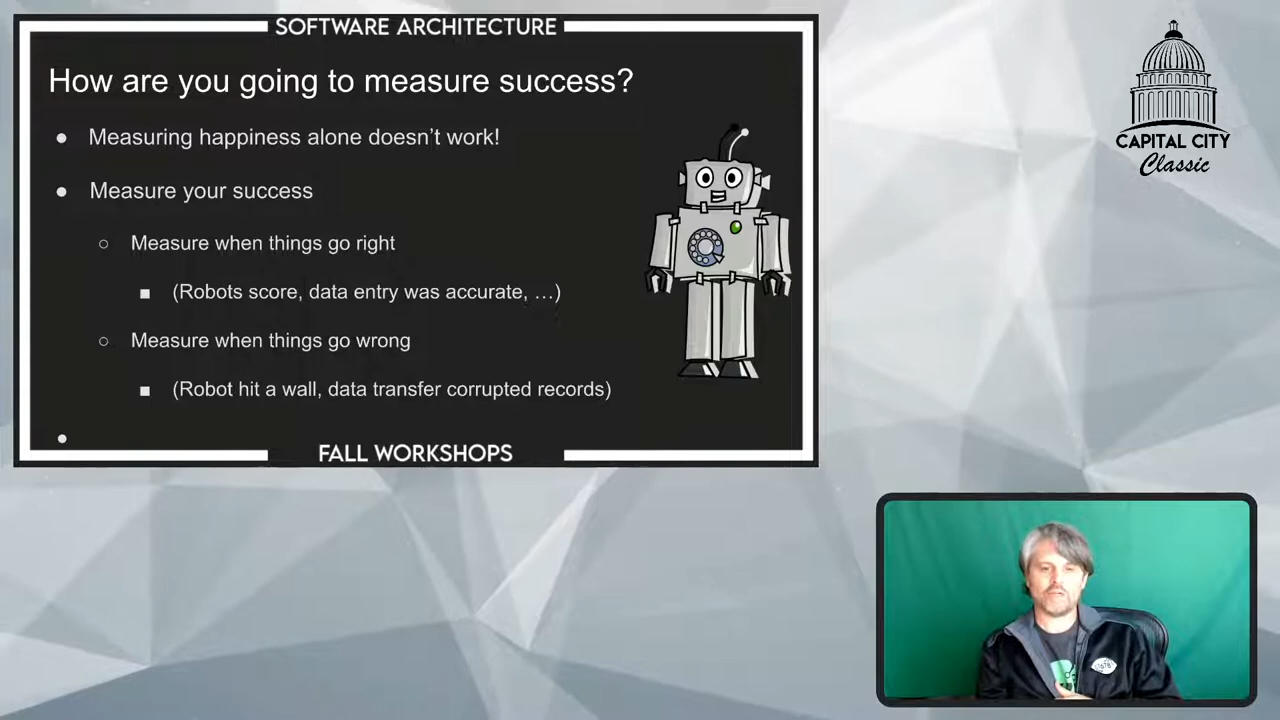 SOFTWARE ARCHITECTURE
How are you going to measure success?
● Measuring happiness alone doesn’t work!
● Measure your success
○ Measure when things go right
■ (Robots score, data entry was accurate, …)
○ Measure when things go wrong
■ (Robot hit a wall, data transfer corrupted records)
●
FALL WORKSHOPS
CAPITAL CITY
Classic